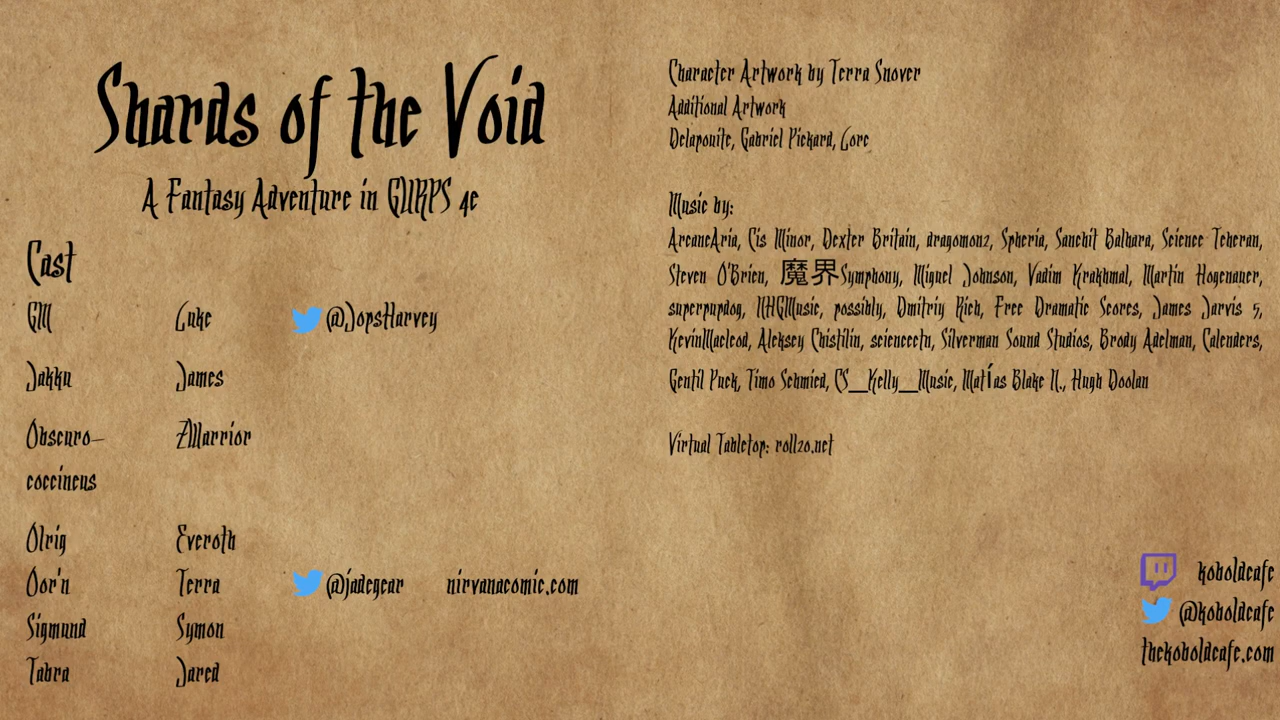 Shards of the Void
A Fantasy Adventure in GURPS 4e
Cast
GM Luke @JopsHarvey
Jakku James
Obscuro-
coccineus ZWarrior
Olrig Everoth
Oor'n Terra @jadegear nirvanacomic.com
Sigmund Symon
Tabra Jared
Character Artwork by Terra Snover
Additional Artwork
Delapouite, Gabriel Pickard, Lorc
Music by:
ArcaneAria, Cis Minor, Dexter Britain, dragomon2, Spheria, Sanchit Balhara, Science Teheran,
Steven O'Brien, 魔界Symphony, Miguel Johnson, Vadim Krakhmal, Martin Hogenauer,
superpupdog, NHGMusic, possibly, Dmitriy Rich, Free Dramatic Scores, James Jarvis 5,
KevinMacleod, Aleksey Chistilin, sciencectn, Silverman Sound Studios, Brody Adelman, Calenders,
Gentil Puck, Timo Schmied, CS_Kelly_Music, Matías Blake N., Hugh Doolan
Virtual Tabletop: roll20.net
koboldcafe
@koboldcafe
thekoboldcafe.com